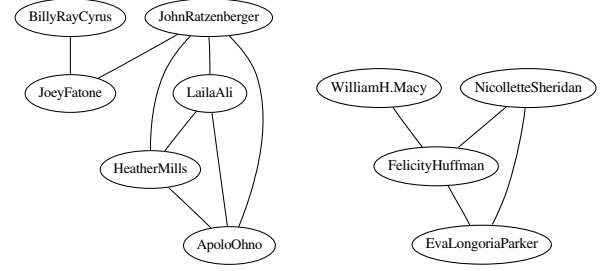 BillyRayCyrus
JohnRatzenberger
JoeyFatone
LailaAli
WilliamH.Macy
NicolletteSheridan
HeatherMills
FelicityHuffman
ApoloOhno
EvaLongoriaParker